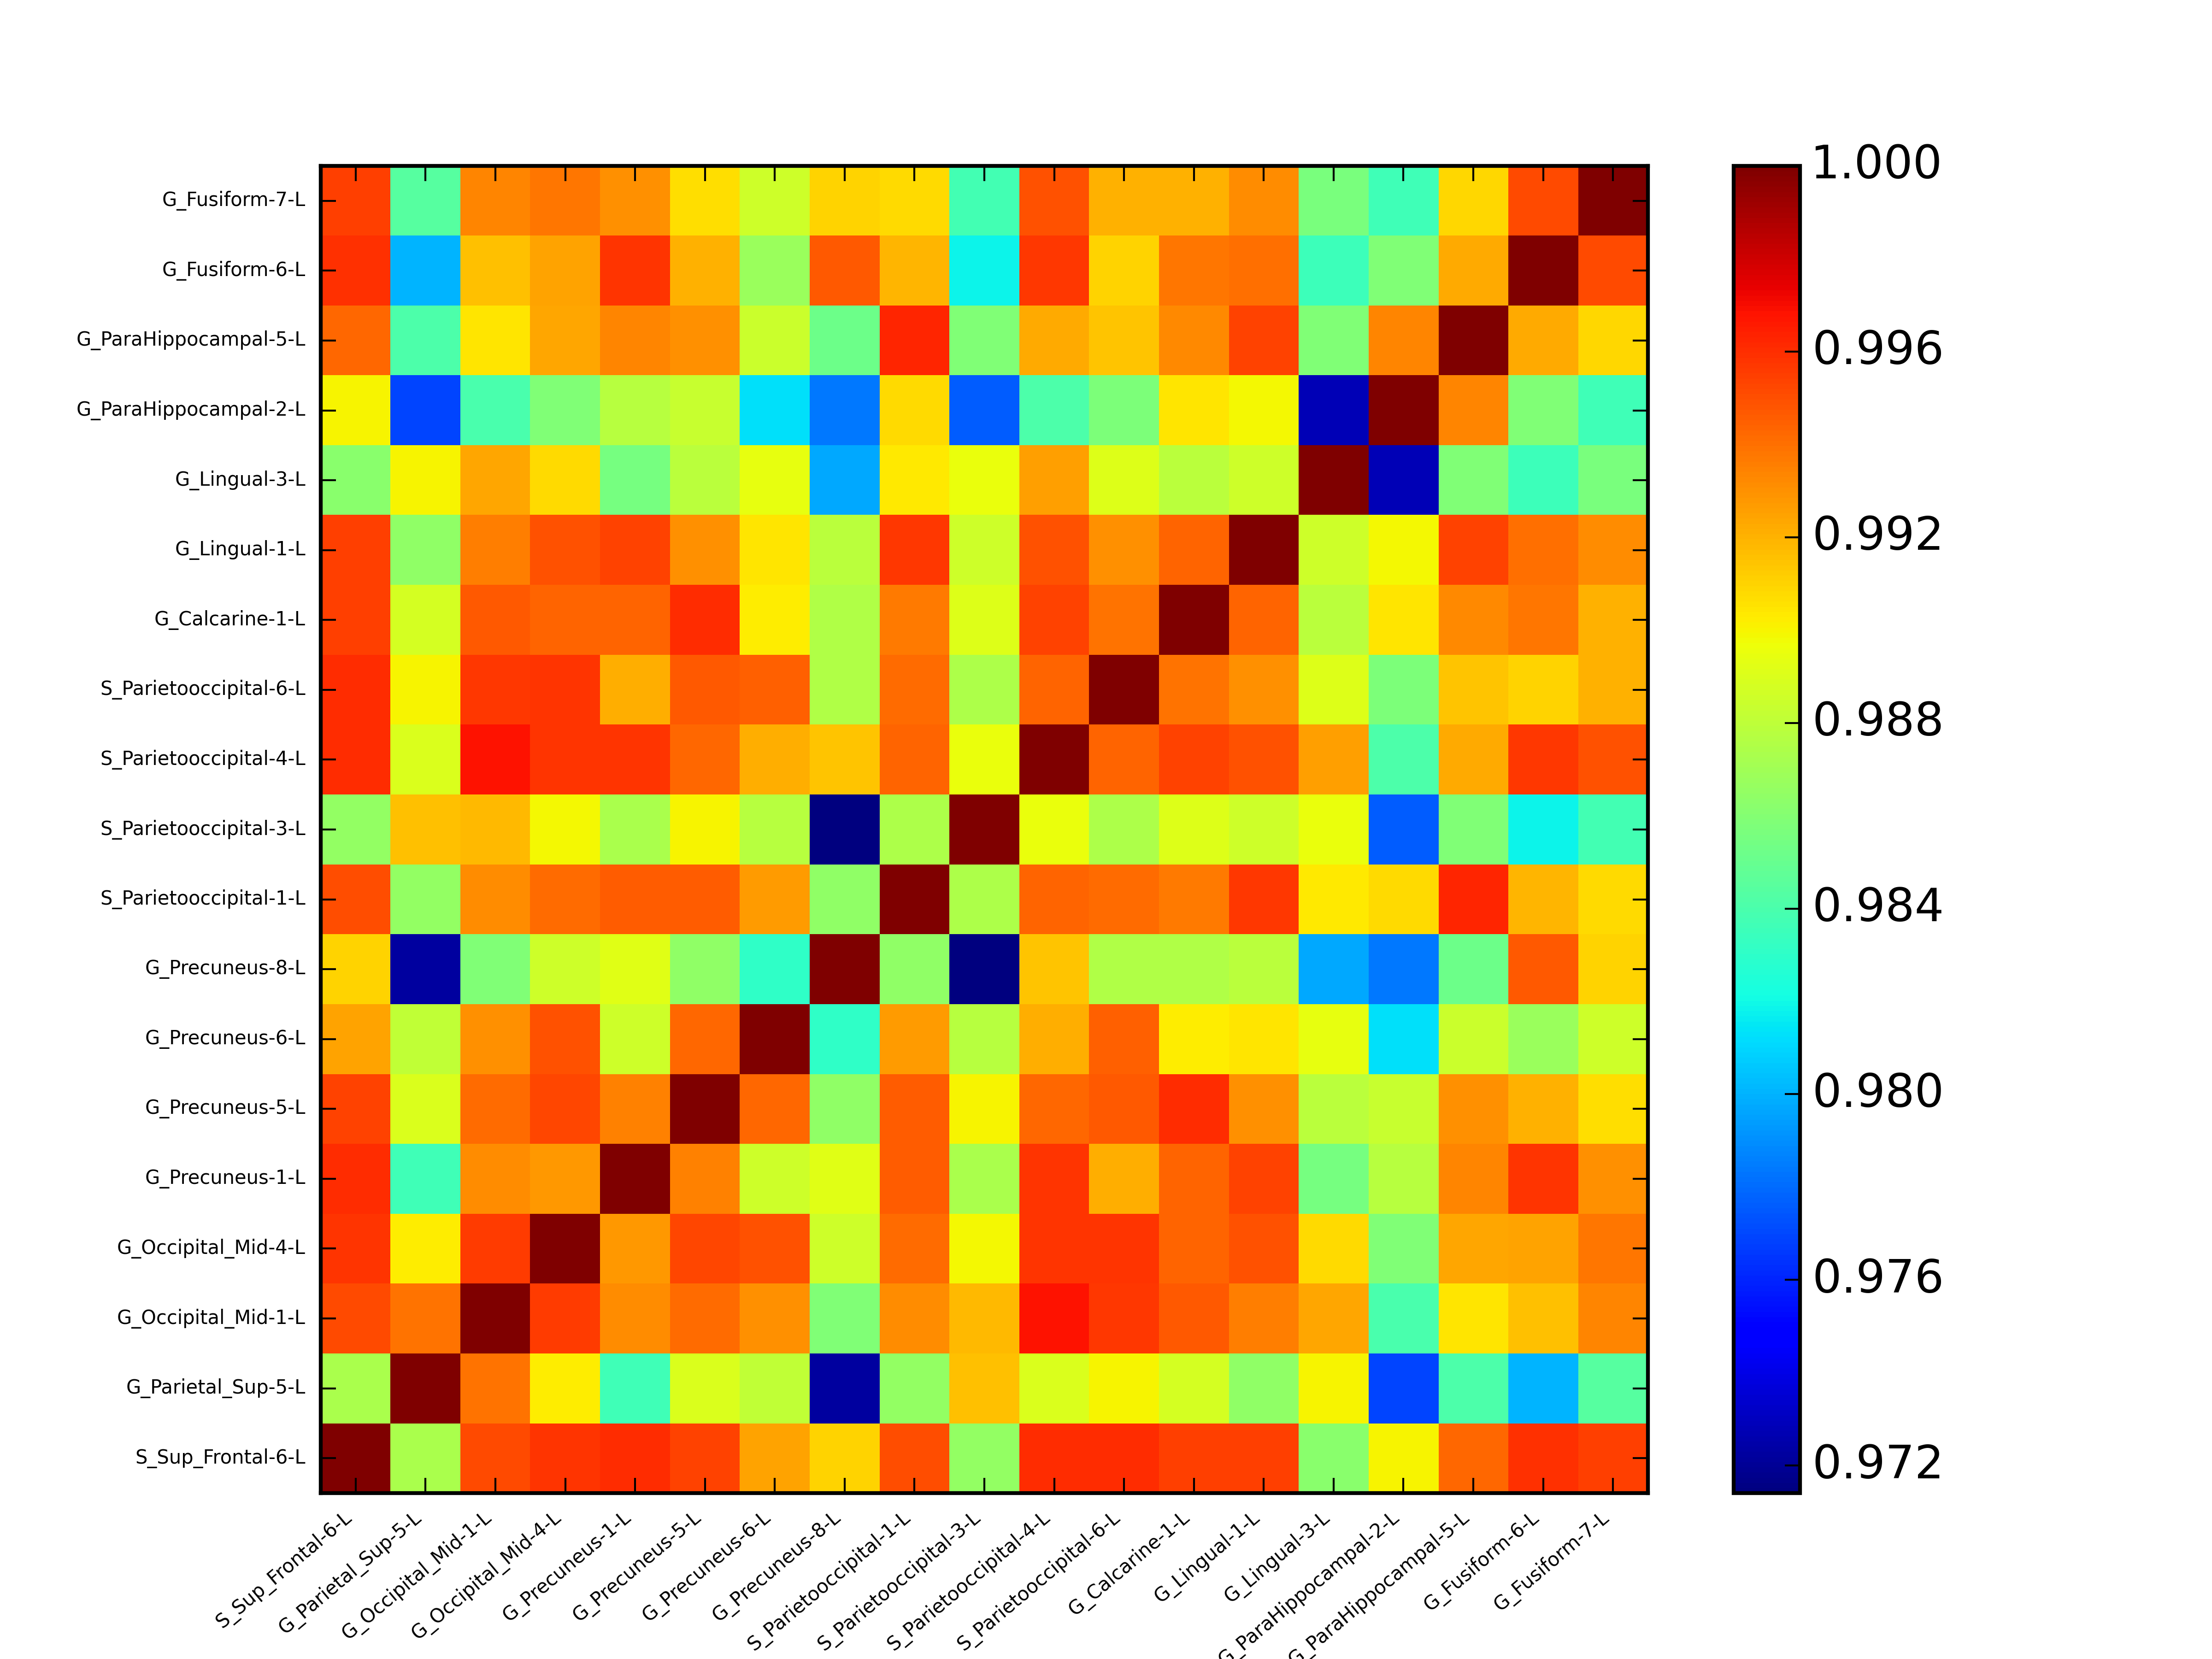 G_Fusiform-7-L
G_Fusiform-6-L
G_ParaHippocampal-5-L
G_ParaHippocampal-2-L
G_Lingual-3-L
G_Lingual-1-L
G_Calcarine-1-L
S_Parietooccipital-6-L
S_Parietooccipital-4-L
S_Parietooccipital-3-L
S_Parietooccipital-1-L
G_Precuneus-8-L
G_Precuneus-6-L
G_Precuneus-5-L
G_Precuneus-1-L
G_Occipital_Mid-4-L
G_Occipital_Mid-1-L
G_Parietal_Sup-5-L
S_Sup_Frontal-6-L
S_Sup_Frontal-6-L
G_Parietal_Sup-5-L
G_Occipital_Mid-1-L
G_Occipital_Mid-4-L
G_Precuneus-1-L
G_Precuneus-5-L
G_Precuneus-6-L
G_Precuneus-8-L
S_Parietooccipital-1-L
S_Parietooccipital-3-L
S_Parietooccipital-4-L
S_Parietooccipital-6-L
G_Calcarine-1-L
G_Lingual-1-L
G_Lingual-3-L
G_ParaHippocampal-2-L
G_ParaHippocampal-5-L
G_Fusiform-6-L
G_Fusiform-7-L
1.000
0.996
0.992
0.988
0.984
0.980
0.976
0.972